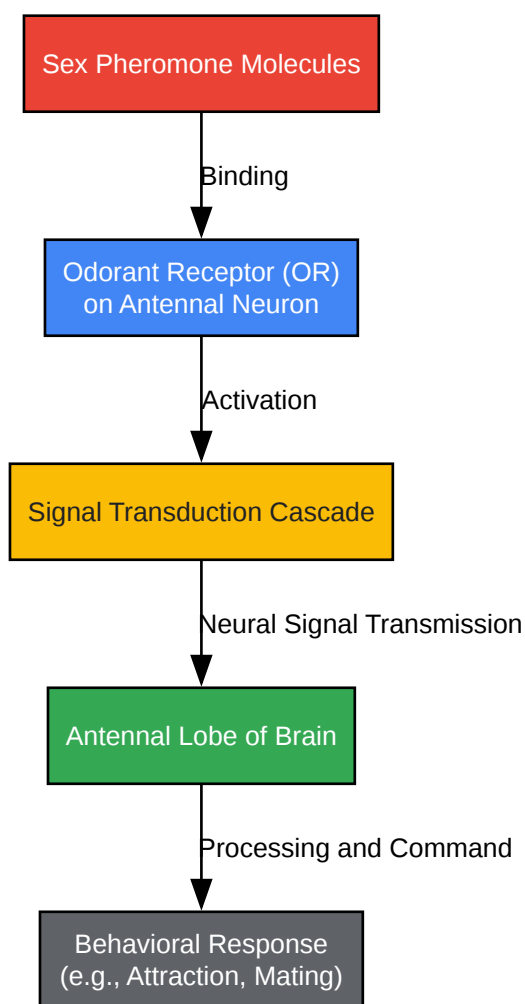 Sex Pheromone Molecules
Binding
Odorant Receptor (OR)
on Antennal Neuron
Activation
Signal Transduction Cascade
Neural Signal Transmission
Antennal Lobe of Brain
Processing and Command
Behavioral Response
(e.g., Attraction, Mating)